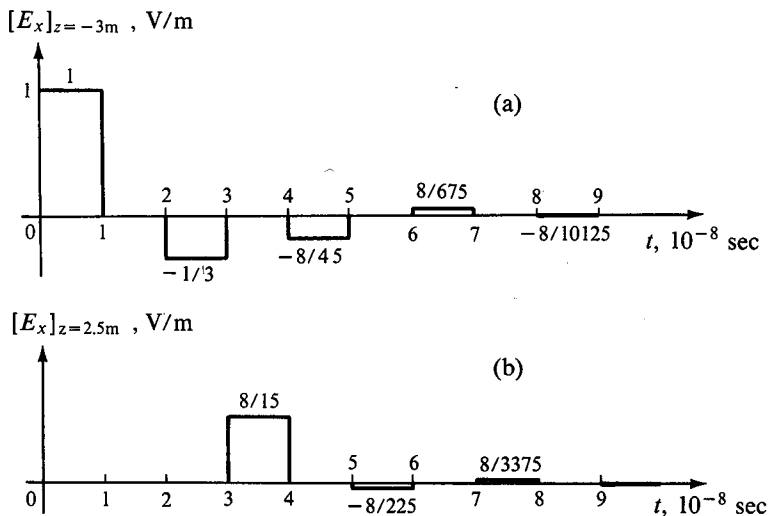 [E_x]_{z = −3m} , V/m
1
1
(a)
2 3 4 5 8/675 8 9
0 1 6 7
−1/3 −8/45 −8/10125 t, 10^{−8} sec
[E_x]_{z=2.5m} , V/m
(b)
8/15
5 6 8/3375
0 1 2 3 4 7 8 9 t, 10^{−8} sec
−8/225